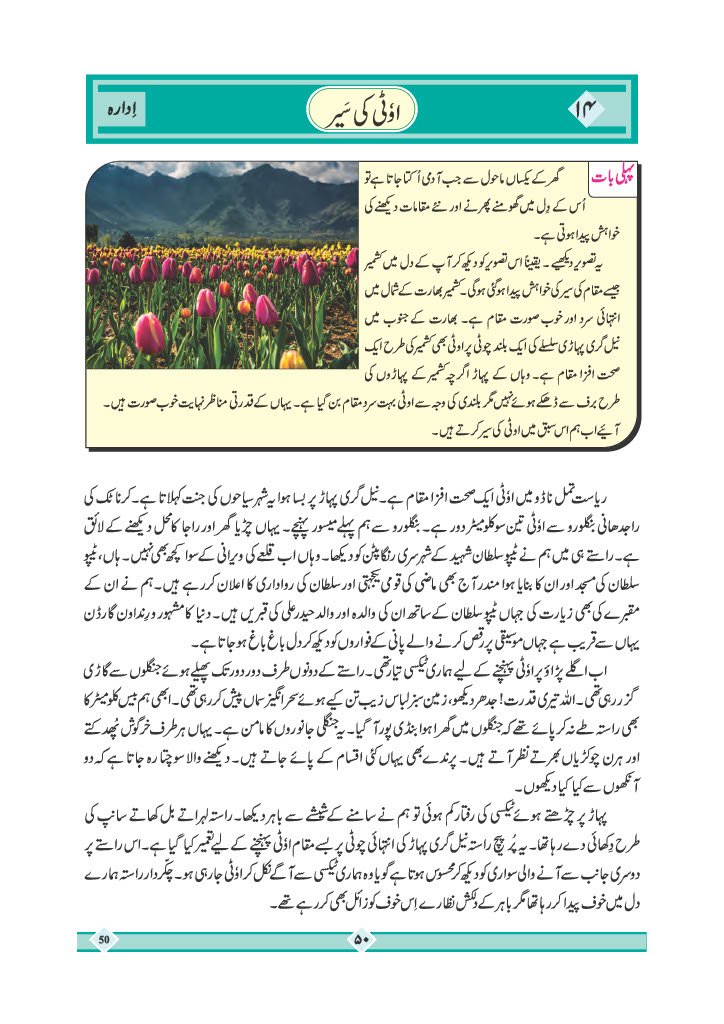 ۱۴
اوٗٹی کی سَیر
اِدارہ
پہلی بات
گھر کے یکساں ماحول سے جب آدمی اُکتا جاتا ہے تو
اُس کے دِل میں گھومنے پھرنے اور نئے مقامات دیکھنے کی
خواہش پیدا ہوتی ہے۔
یہ تصویر دیکھیے۔ یقیناً اس تصویر کو دیکھ کر آپ کے دل میں کشمیر
جیسے مقام کی سیر کی خواہش پیدا ہو گئی ہوگی۔ کشمیر بھارت کے شمال میں
انتہائی سرد اور خوب صورت مقام ہے۔ بھارت کے جنوب میں
نیل گری پہاڑی سلسلے کی ایک بلند چوٹی پر اوٹی بھی کشمیر کی طرح ایک
صحت افزا مقام ہے۔ وہاں کے پہاڑ اگرچہ کشمیر کے پہاڑوں کی
طرح برف سے ڈھکے ہوئے نہیں مگر بلندی کی وجہ سے اوٹی بہت سرد مقام بن گیا ہے۔ یہاں کے قدرتی مناظر نہایت خوب صورت ہیں۔
آئیے اب ہم اس سبق میں اوٹی کی سیر کرتے ہیں۔
ریاست تمل ناڈو میں اوٹی ایک صحت افزا مقام ہے۔ نیل گری پہاڑ پر بسا ہوا یہ شہر سیاحوں کی جنت کہلاتا ہے۔ کرناٹک کی
راجدھانی بنگلورو سے اوٹی تین سو کلومیٹر دور ہے۔ بنگلورو سے ہم پہلے میسور پہنچے۔ یہاں چڑیا گھر اور راجا کا محل دیکھنے کے لائق
ہے۔ راستے ہی میں ہم نے ٹیپو سلطان شہید کے شہر سری رنگا پٹن کو دیکھا۔ وہاں اب قلعے کی ویرانی کے سوا کچھ بھی نہیں۔ ہاں، ٹیپو
سلطان کی مسجد اور ان کا بنایا ہوا مندر آج بھی ماضی کی قومی یکجہتی اور سلطان کی رواداری کا اعلان کر رہے ہیں۔ ہم نے ان کے
مقبرے کی بھی زیارت کی جہاں ٹیپو سلطان کے ساتھ ان کی والدہ اور والد حیدر علی کی قبریں ہیں۔ دنیا کا مشہور ورِنداون گارڈن
یہاں سے قریب ہے جہاں موسیقی پر رقص کرنے والے پانی کے فواروں کو دیکھ کر دل باغ باغ ہو جاتا ہے۔
اب اگلے پڑاؤ پر اوٹی پہنچنے کے لیے ہماری ٹیکسی تیار تھی۔ راستے کے دونوں طرف دور دور تک پھیلے ہوئے جنگلوں سے گاڑی
گزر رہی تھی۔ اللہ تیری قدرت! جدھر دیکھو، زمین سبز لباس زیب تن کیے ہوئے سحر انگیز سماں پیش کر رہی تھی۔ ابھی ہم بیس کلومیٹر کا
بھی راستہ طے نہ کر پائے تھے کہ جنگلوں میں گھرا ہوا بنڈی پور آ گیا۔ یہ جنگلی جانوروں کا مامن ہے۔ یہاں ہر طرف خرگوش پُھدکتے
اور ہرن چوکڑیاں بھرتے نظر آتے ہیں۔ پرندے بھی یہاں کئی اقسام کے پائے جاتے ہیں۔ دیکھنے والا سوچتا رہ جاتا ہے کہ دو
آنکھوں سے کیا کیا دیکھوں۔
پہاڑ پر چڑھتے ہوئے ٹیکسی کی رفتار کم ہوئی تو ہم نے سامنے کے شیشے سے باہر دیکھا۔ راستہ لہراتے بل کھاتے سانپ کی
طرح دِکھائی دے رہا تھا۔ یہ پُر پیچ راستہ نیل گری پہاڑ کی انتہائی چوٹی پر بسے مقام اوٹی پہنچنے کے لیے تعمیر کیا گیا ہے۔ اس راستے پر
دوسری جانب سے آنے والی سواری کو دیکھ کر محسوس ہوتا ہے گویا وہ ہماری ٹیکسی سے آگے نکل کر اوٹی جا رہی ہو۔ چکّر دار راستہ ہمارے
دل میں خوف پیدا کر رہا تھا مگر باہر کے دلکش نظارے اِس خوف کو زائل بھی کر رہے تھے۔
۵۰
50